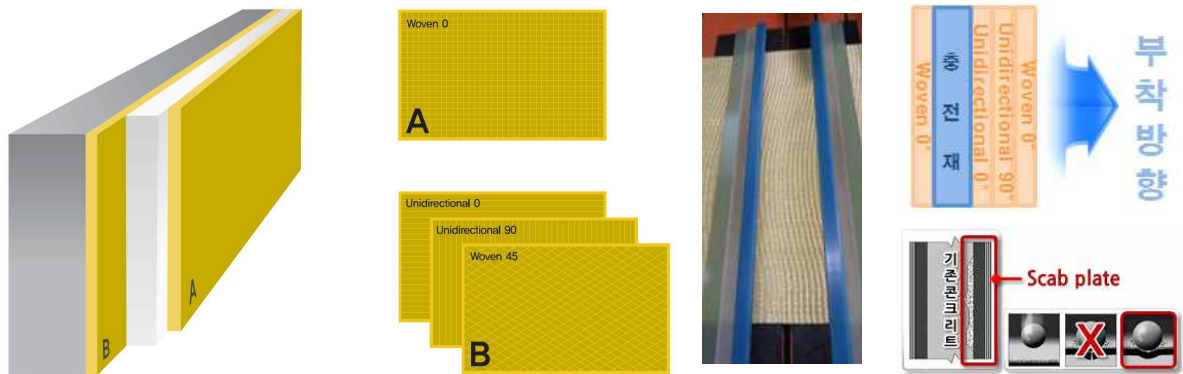 B
A
Woven 0
A
Unidirectional 0
Unidirectional 90
Woven 45
B
Woven 0°
충전재
Unidirectional 0°
Unidirectional 90°
Woven 0°
부착방향
기존콘크리트
Scab plate
X